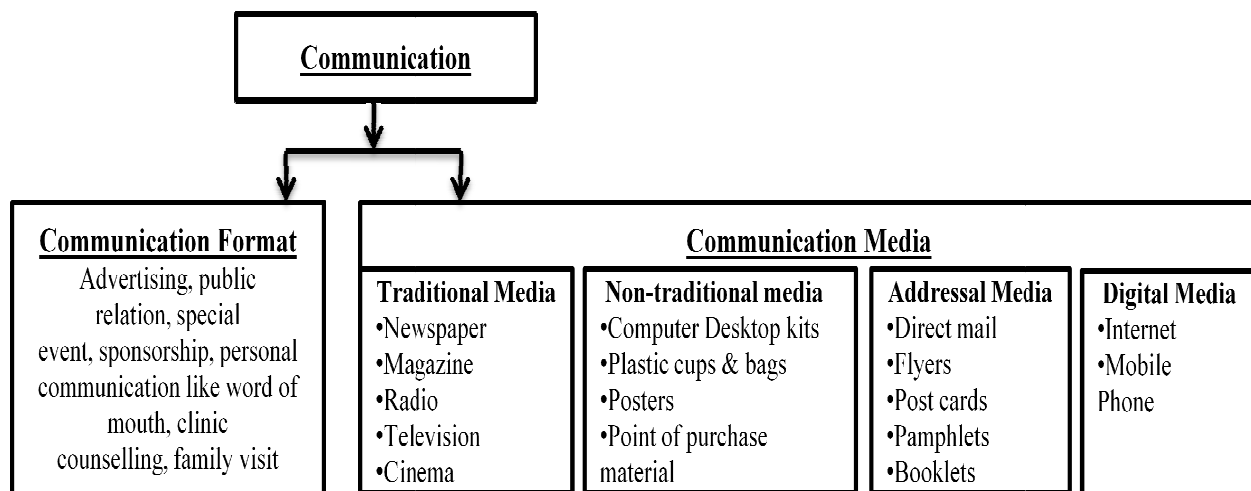 Communication
Communication Format
Advertising, public
relation, special
event, sponsorship, personal
communication like word of
mouth, clinic
counselling, family visit
Communication Media
Traditional Media
•Newspaper
•Magazine
•Radio
•Television
•Cinema
Non-traditional media
•Computer Desktop kits
•Plastic cups & bags
•Posters
•Point of purchase
material
Addressal Media
•Direct mail
•Flyers
•Post cards
•Pamphlets
•Booklets
Digital Media
•Internet
•Mobile
Phone